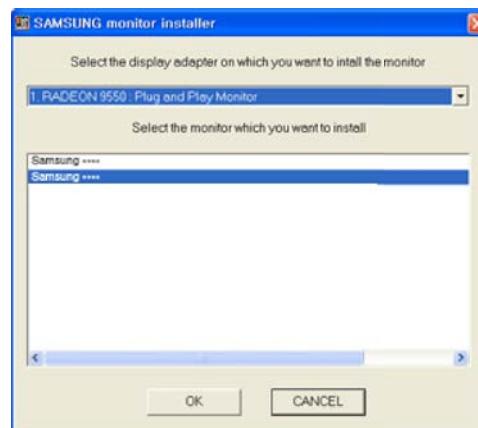 SAMSUNG monitor installer
Select the display adapter on which you want to intall the monitor
1. RADEON 9550 : Plug and Play Monitor
Select the monitor which you want to install
Samsung ****
Samsung ****
OK
CANCEL